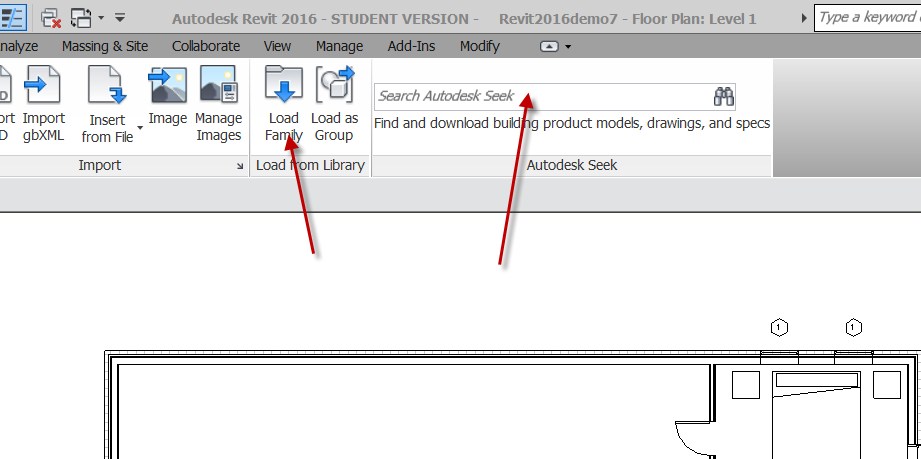 Autodesk Revit 2016 - STUDENT VERSION - Revit2016demo7 - Floor Plan: Level 1
Type a keyword o
nalyze Massing & Site Collaborate View Manage Add-Ins Modify
ort Import Insert Image Manage Load Load as
D gbXML from File Images Family Group
Search Autodesk Seek
Find and download building product models, drawings, and specs
Import Load from Library Autodesk Seek
1 1